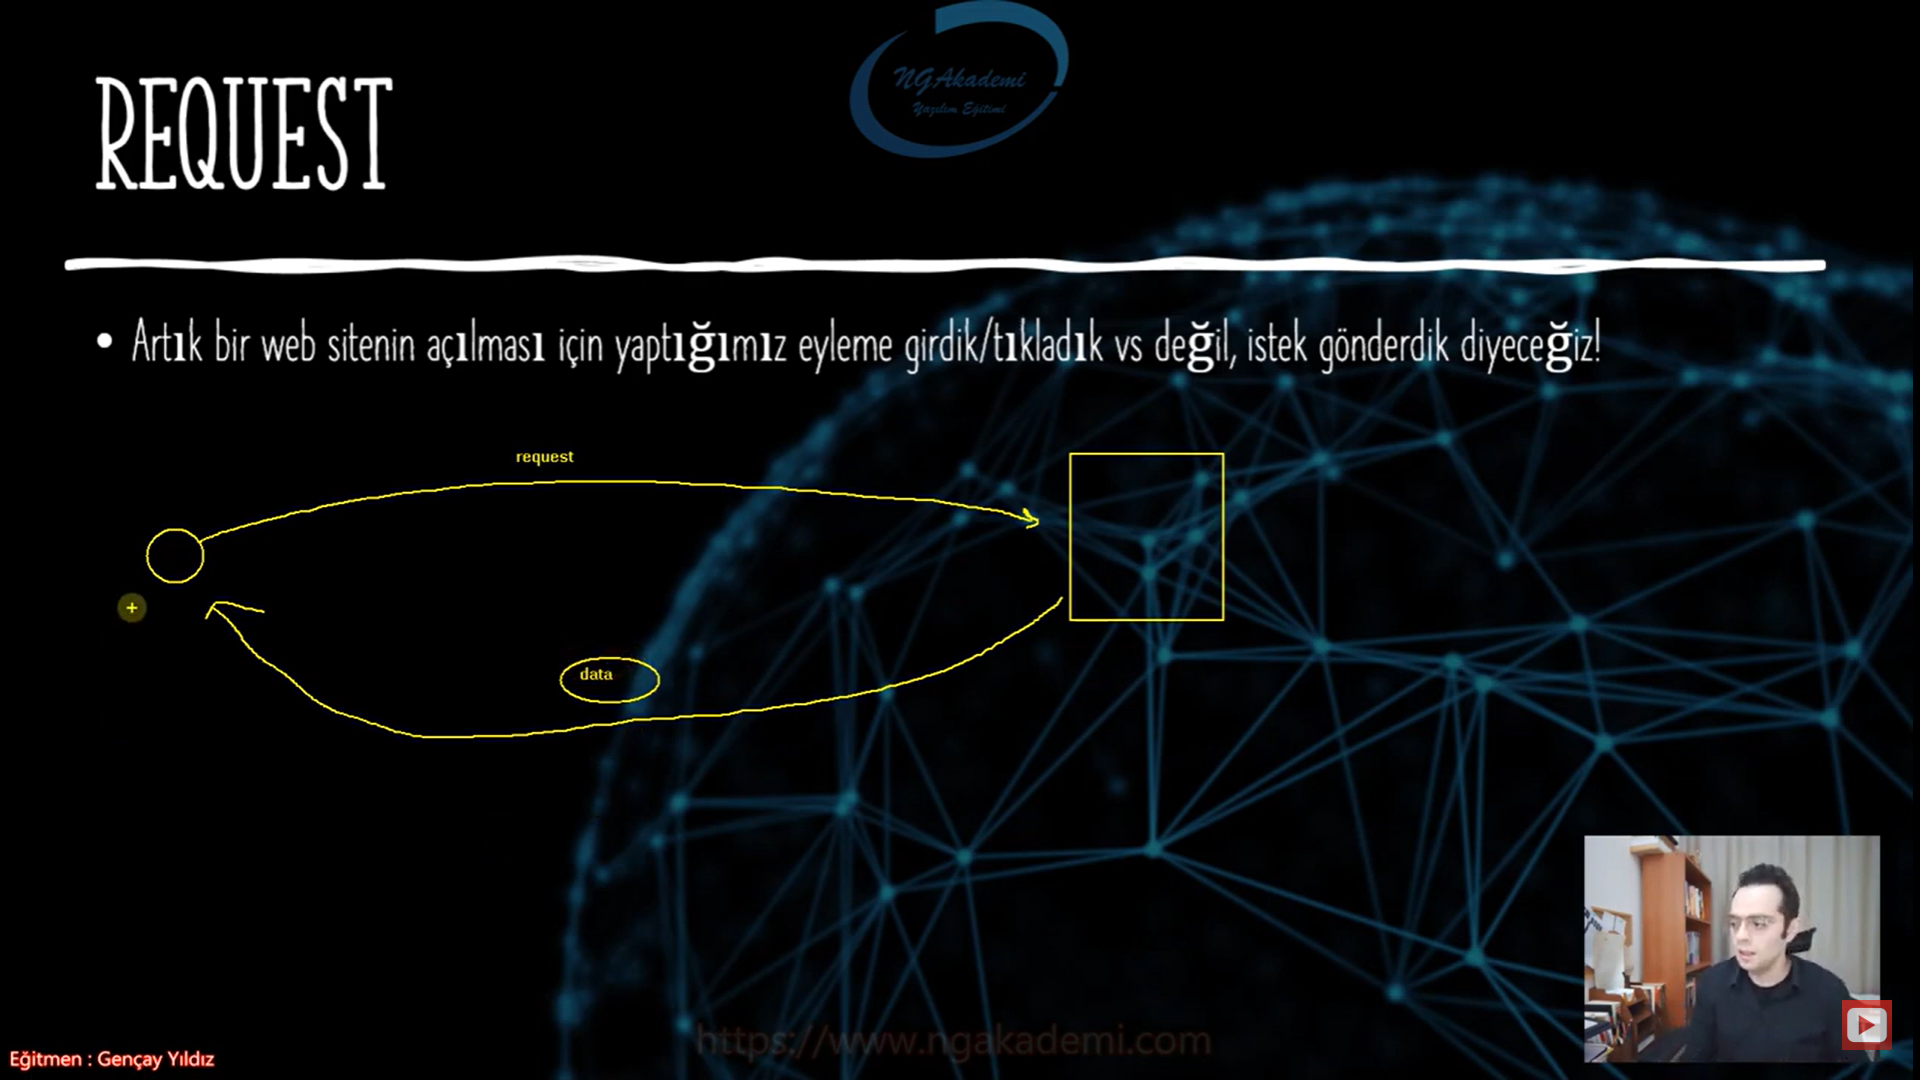 NGAkademi
Yazılım Eğitimi
REQUEST
• Artık bir web sitenin açılması için yaptığımız eyleme girdik/tıkladık vs değil, istek gönderdik diyeceğiz!
request
data
https://www.ngakademi.com
Eğitmen : Gençay Yıldız